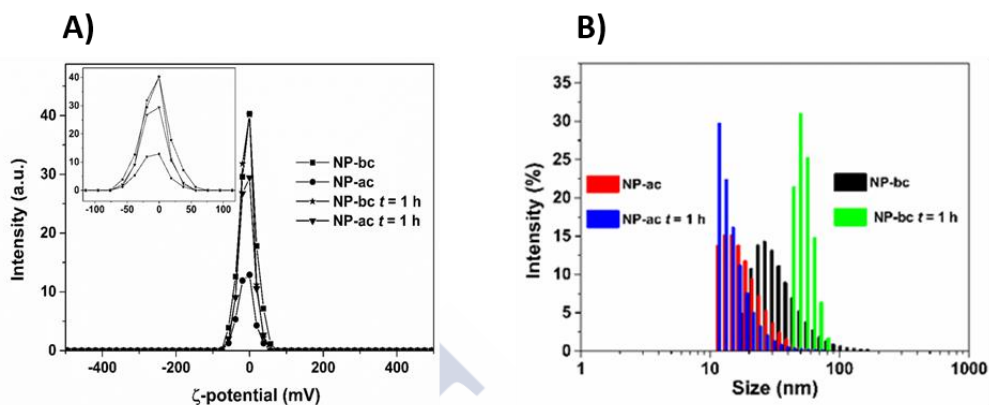 A)
B)
40
30
20
10
0
-100 -50 0 50 100
40
30
20
10
0
Intensity (a.u.)
NP-bc
NP-ac
NP-bc t = 1 h
NP-ac t = 1 h
-400 -200 0 200 400
ζ-potential (mV)
35
30
25
20
15
10
5
0
Intensity (%)
NP-ac NP-bc
NP-ac t = 1 h NP-bc t = 1 h
1 10 100 1000
Size (nm)